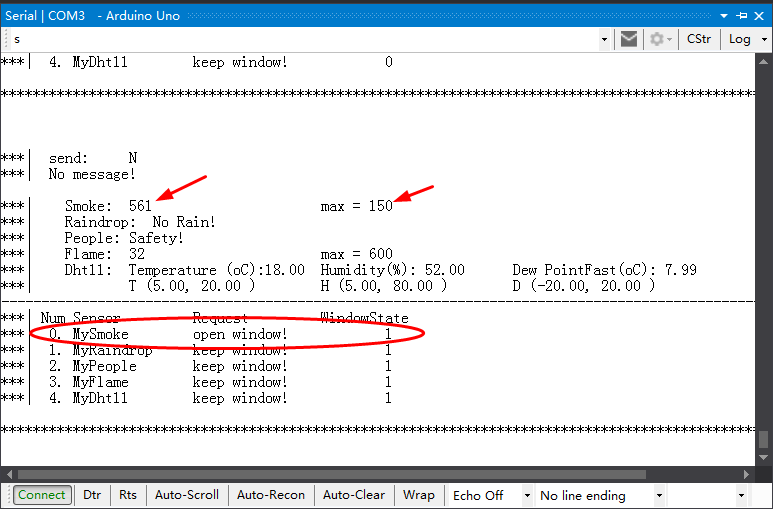 Serial | COM3 - Arduino Uno
s CStr Log
*** | 4. MyDht11 keep window! 0
***********************************************************************************************
*** | send: N
*** | No message!
*** | Smoke: 561 max = 150
*** | Raindrop: No Rain!
*** | People: Safety!
*** | Flame: 32 max = 600
*** | Dht11: Temperature (oC):18.00 Humidity(%): 52.00 Dew PointFast(oC): 7.99
*** | T (5.00, 20.00 ) H (5.00, 80.00 ) D (-20.00, 20.00 )
-----------------------------------------------------------------------------------------------
*** | Num Sensor Request WindowState
*** | 0. MySmoke open window! 1
*** | 1. MyRaindrop keep window! 1
*** | 2. MyPeople keep window! 1
*** | 3. MyFlame keep window! 1
*** | 4. MyDht11 keep window! 1
***********************************************************************************************
Connect Dtr Rts Auto-Scroll Auto-Recon Auto-Clear Wrap Echo Off No line ending